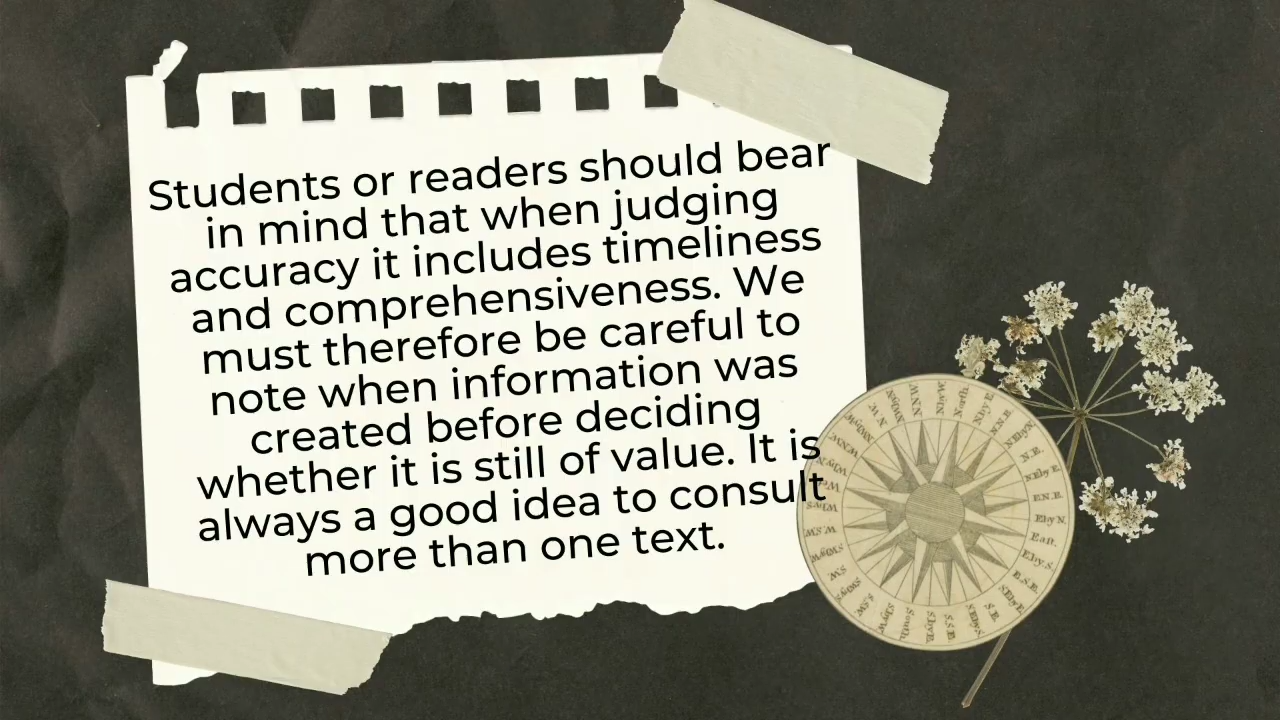 Students or readers should bear
in mind that when judging
accuracy it includes timeliness
and comprehensiveness. We
must therefore be careful to
note when information was
created before deciding
whether it is still of value. It is
always a good idea to consult
more than one text.